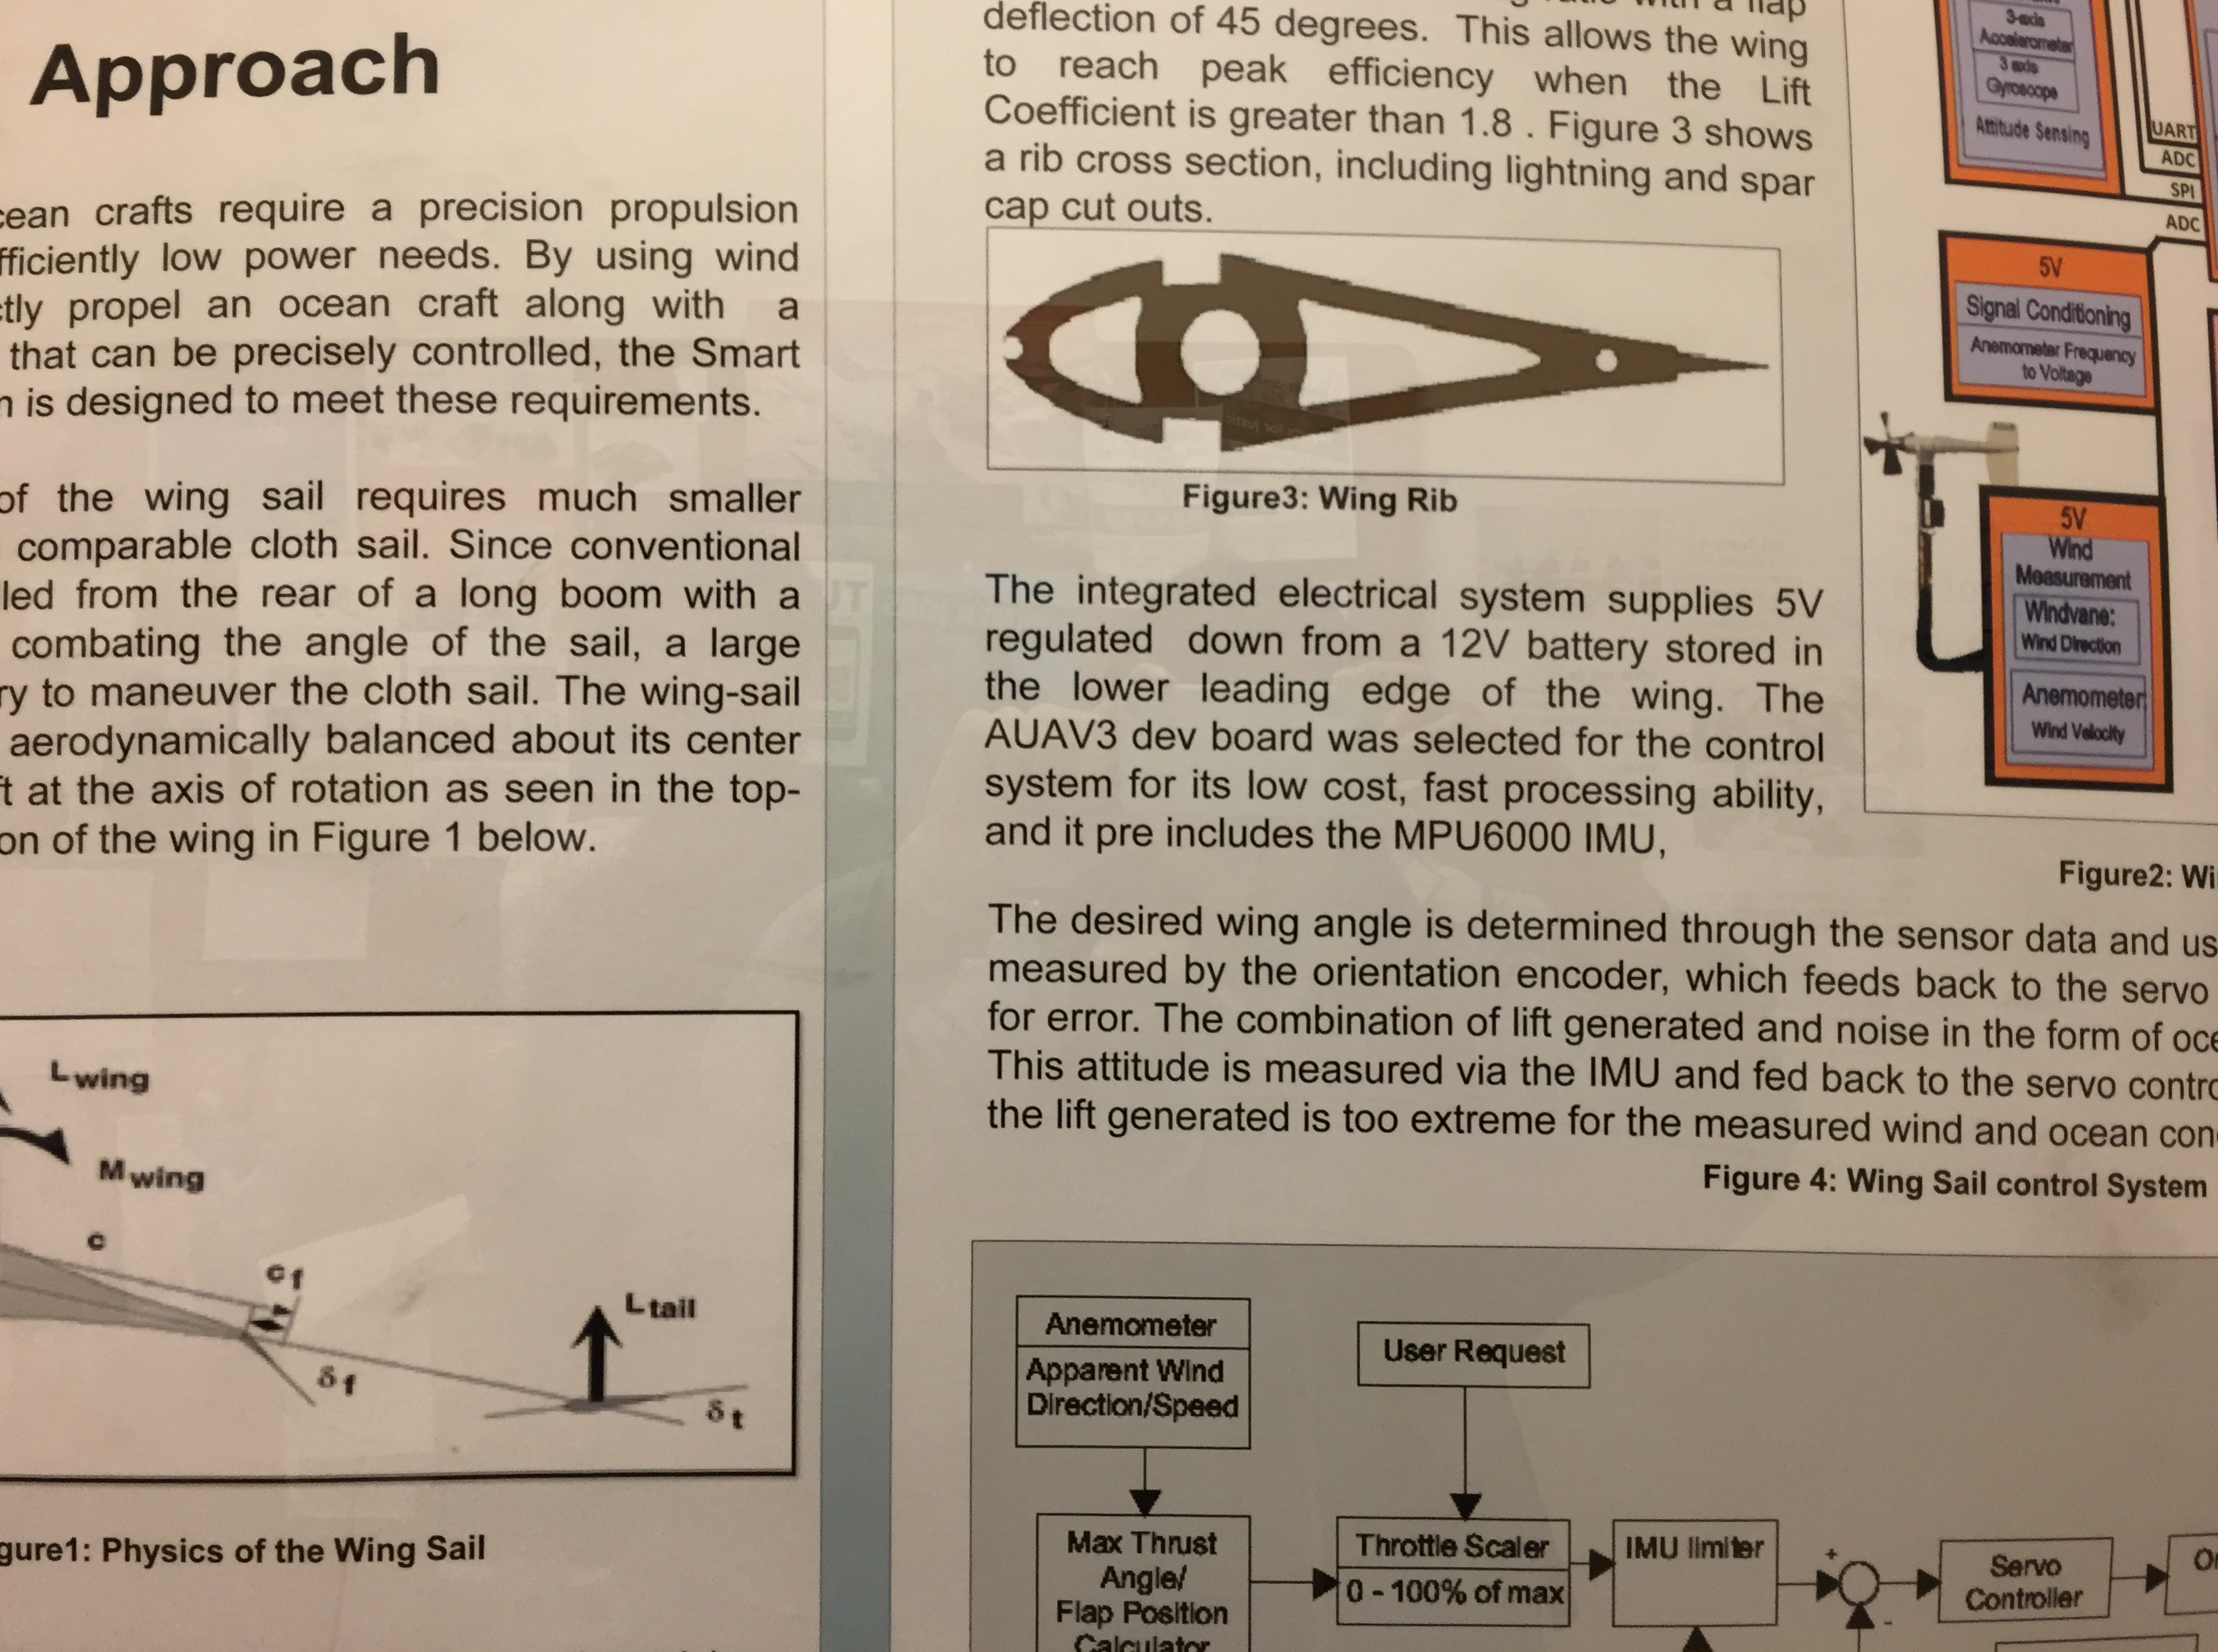 Approach
crafts require a precision propulsion
low power needs. By using wind
propel an ocean craft along with a
that can be precisely controlled, the Smart
is designed to meet these requirements.
of the wing sail requires much smaller
comparable cloth sail. Since conventional
from the rear of a long boom with a
combating the angle of the sail, a large
to maneuver the cloth sail. The wing-sail
aerodynamically balanced about its center
at the axis of rotation as seen in the top-
of the wing in Figure 1 below.
L wing
M wing
c
c f
L tail
δ f
δ t
gure1: Physics of the Wing Sail
with a flap
deflection of 45 degrees. This allows the wing
to reach peak efficiency when the Lift
Coefficient is greater than 1.8 . Figure 3 shows
a rib cross section, including lightning and spar
cap cut outs.
Figure3: Wing Rib
The integrated electrical system supplies 5V
regulated down from a 12V battery stored in
the lower leading edge of the wing. The
AUAV3 dev board was selected for the control
system for its low cost, fast processing ability,
and it pre includes the MPU6000 IMU,
3-axis
Accelerometer
3 axis
Gyroscope
Attitude Sensing
UART
ADC
SPI
ADC
5V
Signal Conditioning
Anemometer Frequency
to Voltage
5V
Wind
Measurement
Windvane:
Wind Direction
Anemometer
Wind Velocity
Figure2: Wi
The desired wing angle is determined through the sensor data and us
measured by the orientation encoder, which feeds back to the servo
for error. The combination of lift generated and noise in the form of oce
This attitude is measured via the IMU and fed back to the servo contro
the lift generated is too extreme for the measured wind and ocean con
Figure 4: Wing Sail control System
Anemometer
Apparent Wind
Direction/Speed
User Request
Max Thrust
Angle/
Flap Position
Calculator
Throttle Scaler
0 - 100% of max
IMU limiter
+
-
Servo
Controller